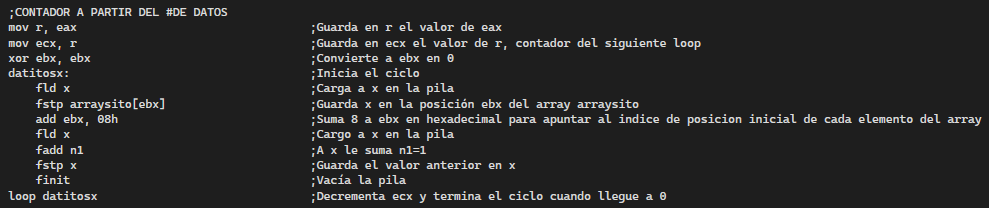 ;CONTADOR A PARTIR DEL #DE DATOS
mov r, eax ;Guarda en r el valor de eax
mov ecx, r ;Guarda en ecx el valor de r, contador del siguiente loop
xor ebx, ebx ;Convierte a ebx en 0
datitosx: ;Inicia el ciclo
    fld x ;Carga a x en la pila
    fstp arraysito[ebx] ;Guarda x en la posición ebx del array arraysito
    add ebx, 08h ;Suma 8 a ebx en hexadecimal para apuntar al indice de posicion inicial de cada elemento del array
    fld x ;Cargo a x en la pila
    fadd n1 ;A x le suma n1=1
    fstp x ;Guarda el valor anterior en x
    finit ;Vacía la pila
loop datitosx ;Decrementa ecx y termina el ciclo cuando llegue a 0